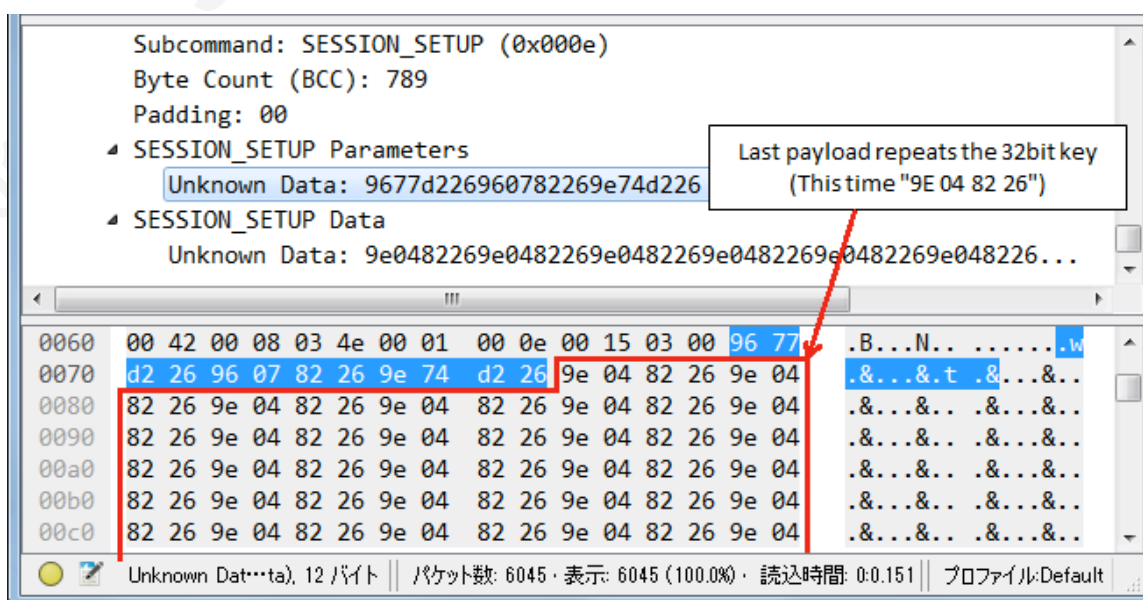 Subcommand: SESSION_SETUP (0x000e)
Byte Count (BCC): 789
Padding: 00
SESSION_SETUP Parameters
Unknown Data: 9677d226960782269e74d226
SESSION_SETUP Data
Unknown Data: 9e0482269e0482269e0482269e0482269e0482269e048226...
Last payload repeats the 32bit key
(This time "9E 04 82 26")
0060 00 42 00 08 03 4e 00 01 00 0e 00 15 03 00 96 77 .B...N.. .......w
0070 d2 26 96 07 82 26 9e 74 d2 26 9e 04 82 26 9e 04 .&...&.t .&...&..
0080 82 26 9e 04 82 26 9e 04 82 26 9e 04 82 26 9e 04 .&...&.. .&...&..
0090 82 26 9e 04 82 26 9e 04 82 26 9e 04 82 26 9e 04 .&...&.. .&...&..
00a0 82 26 9e 04 82 26 9e 04 82 26 9e 04 82 26 9e 04 .&...&.. .&...&..
00b0 82 26 9e 04 82 26 9e 04 82 26 9e 04 82 26 9e 04 .&...&.. .&...&..
00c0 82 26 9e 04 82 26 9e 04 82 26 9e 04 82 26 9e 04 .&...&.. .&...&..
Unknown Dat…ta), 12 バイト パケット数: 6045 · 表示: 6045 (100.0%) · 読込時間: 0:0.151 プロファイル:Default